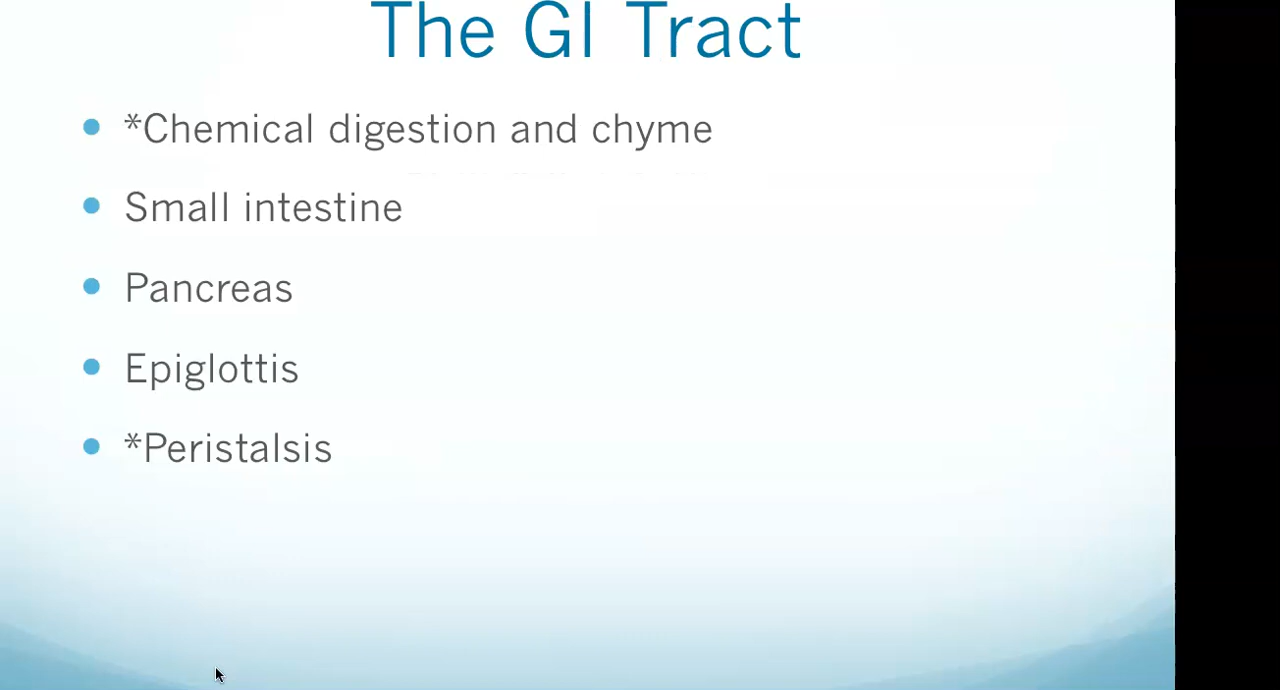 The GI Tract
*Chemical digestion and chyme
Small intestine
Pancreas
Epiglottis
*Peristalsis